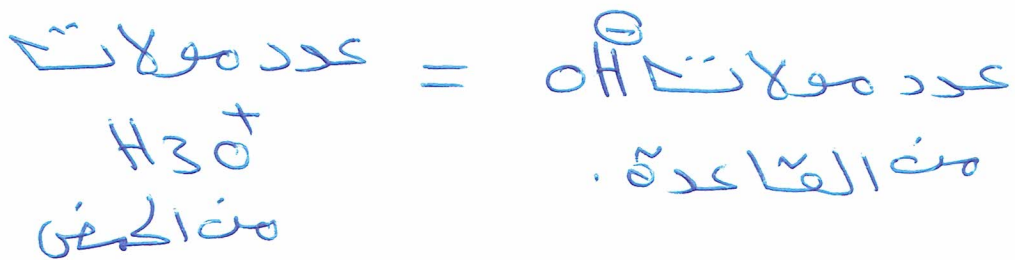 عدد مولات OH⁻ = عدد مولات
من القاعدة. H3O⁺
من الحمض